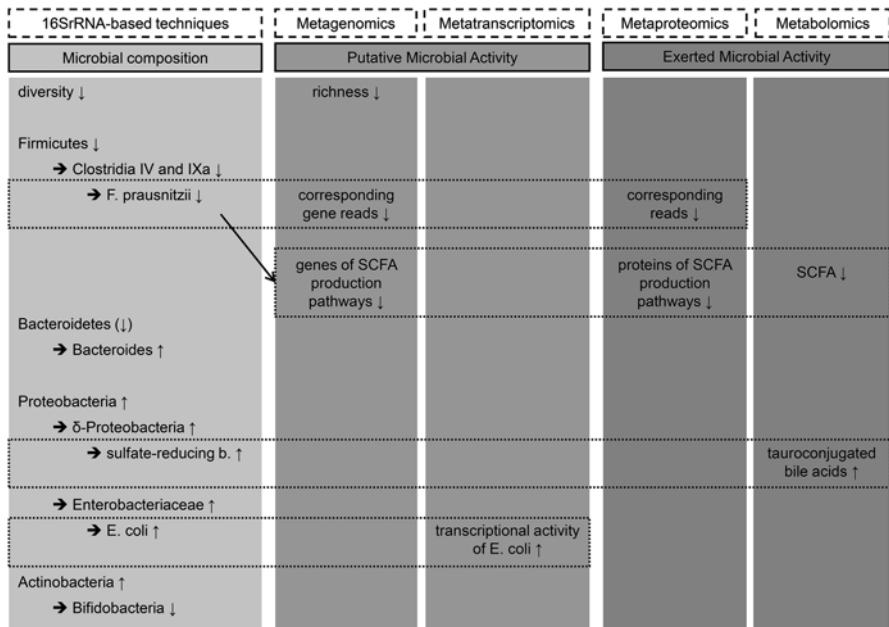 16SrRNA-based techniques
Metagenomics
Metatranscriptomics
Metaproteomics
Metabolomics
Microbial composition
Putative Microbial Activity
Exerted Microbial Activity
diversity ↓
richness ↓
Firmicutes ↓
➔ Clostridia IV and IXa ↓
➔ F. prausnitzii ↓
corresponding
gene reads ↓
corresponding
reads ↓
genes of SCFA
production
pathways ↓
proteins of SCFA
production
pathways ↓
SCFA ↓
Bacteroidetes (↓)
➔ Bacteroides ↑
Proteobacteria ↑
➔ δ-Proteobacteria ↑
➔ sulfate-reducing b. ↑
tauroconjugated
bile acids ↑
➔ Enterobacteriaceae ↑
➔ E. coli ↑
transcriptional activity
of E. coli ↑
Actinobacteria ↑
➔ Bifidobacteria ↓